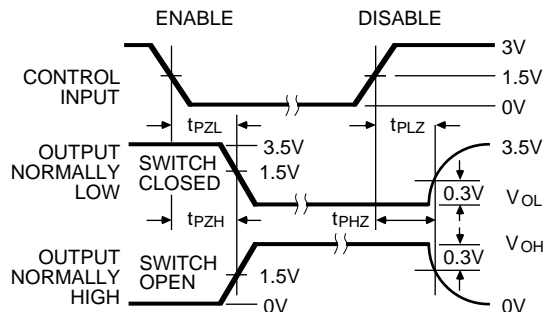 ENABLE DISABLE
3V
CONTROL INPUT 1.5V
0V
tPZL tPLZ
OUTPUT NORMALLY LOW SWITCH CLOSED 3.5V 1.5V 3.5V
0.3V VOL
tPZH tPHZ
OUTPUT NORMALLY HIGH SWITCH OPEN 1.5V 0.3V VOH
0V 0V